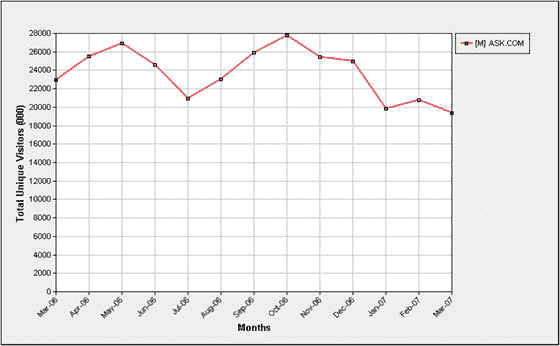 [M] ASK.COM
Total Unique Visitors (000)
28000
26000
24000
22000
20000
18000
16000
14000
12000
10000
8000
6000
4000
2000
0
Mar-06
Apr-06
May-06
Jun-06
Jul-06
Aug-06
Sep-06
Oct-06
Nov-06
Dec-06
Jan-07
Feb-07
Mar-07
Months